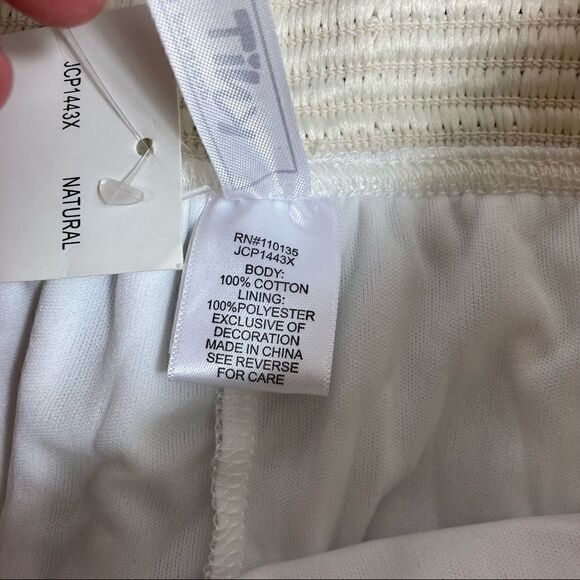 JCP1443X
NATURAL
RN#110135
JCP1443X
BODY:
100% COTTON
LINING:
100%POLYESTER
EXCLUSIVE OF
DECORATION
MADE IN CHINA
SEE REVERSE
FOR CARE